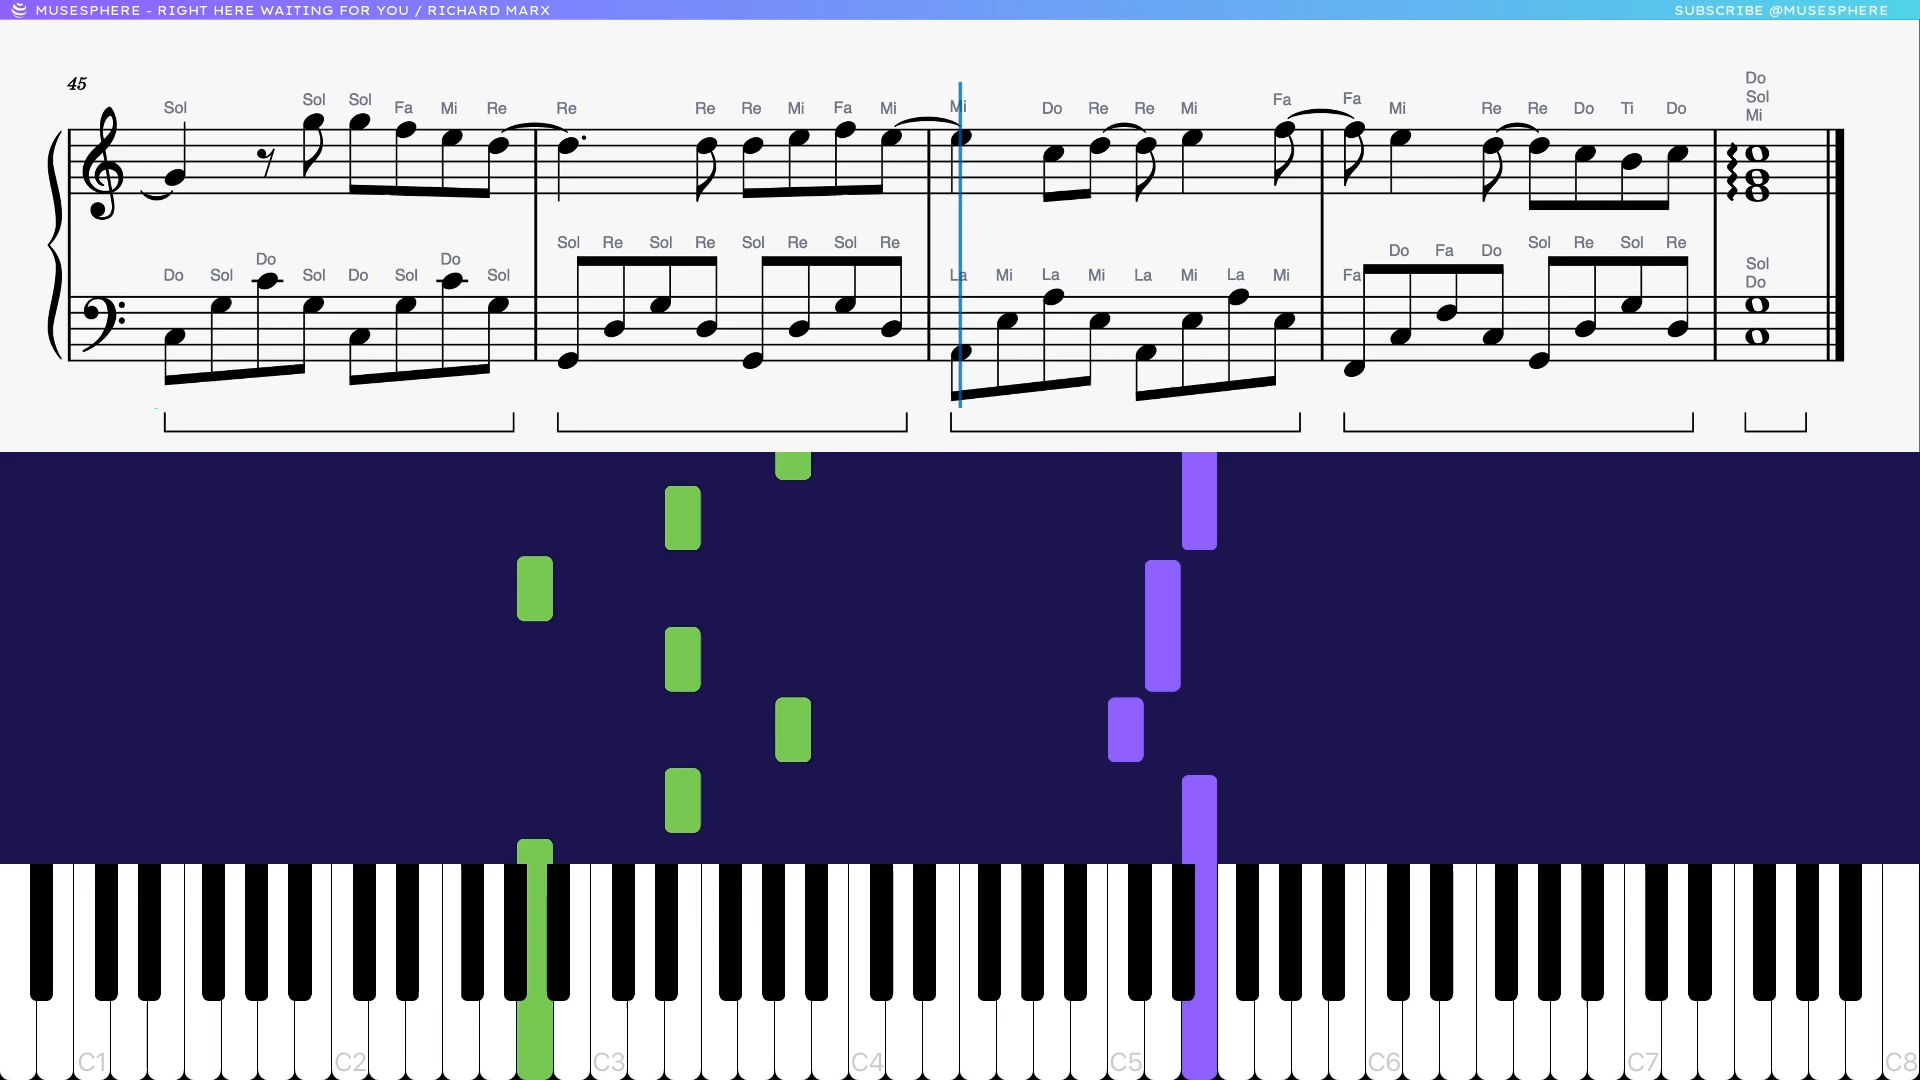 MUSESPHERE - RIGHT HERE WAITING FOR YOU / RICHARD MARX
SUBSCRIBE @MUSESPHERE
45
Sol Sol Sol Fa Mi Re Re Re Re Mi Fa Mi Mi Do Re Re Mi Fa Fa Mi Re Re Do Ti Do
Do
Sol
Mi
Do Sol Do Sol Do Sol Do Sol Sol Re Sol Re Sol Re Sol Re La Mi La Mi La Mi La Mi Fa Do Fa Do Sol Re Sol Re
Sol
Do
C1 C2 C3 C4 C5 C6 C7 C8